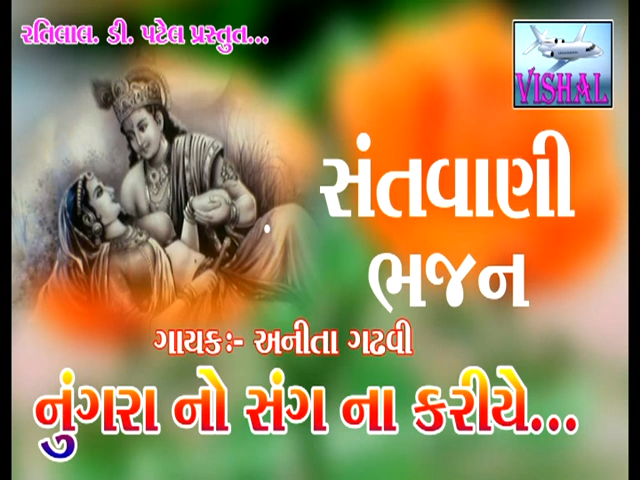 રતિલાલ. ડી. પટેલ પ્રસ્તુત...
VISHAL
સંતવાણી
ભજન
ગાયક:- અનીતા ગઢવી
નુંગરા નો સંગ ના કરીયે...